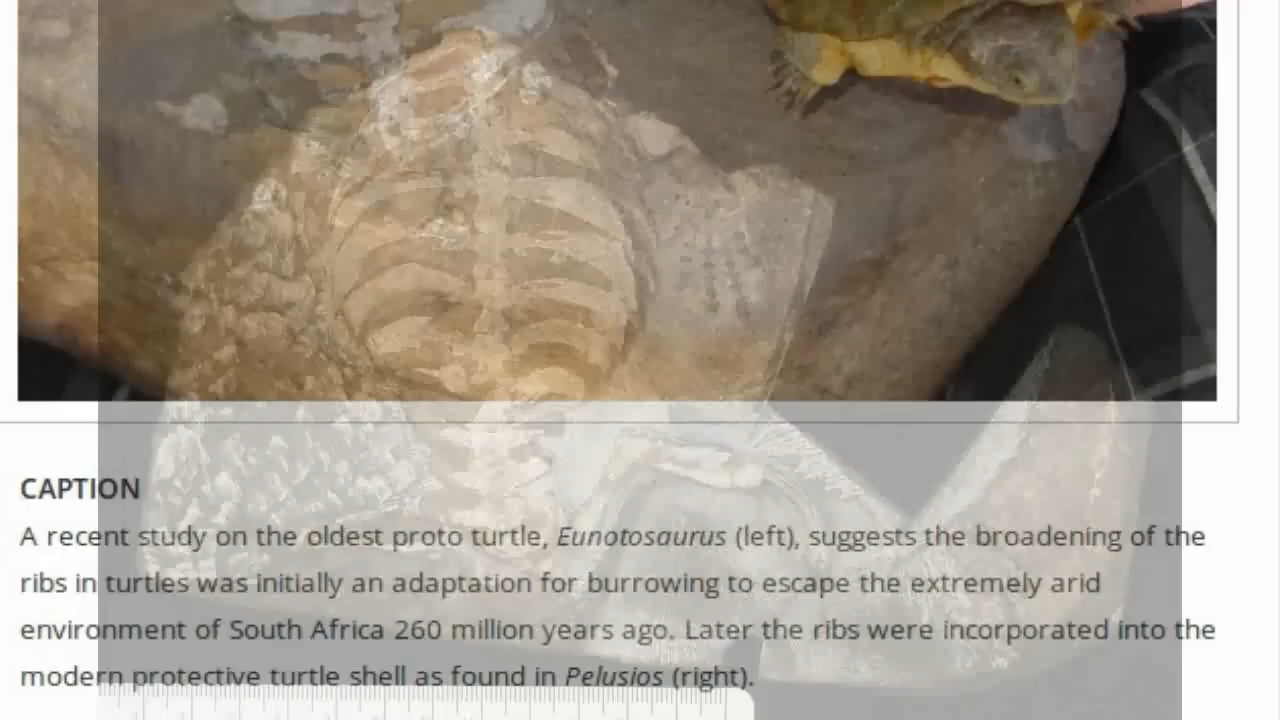 CAPTION
A recent study on the oldest proto turtle, Eunotosaurus (left), suggests the broadening of the
ribs in turtles was initially an adaptation for burrowing to escape the extremely arid
environment of South Africa 260 million years ago. Later the ribs were incorporated into the
modern protective turtle shell as found in Pelusios (right).